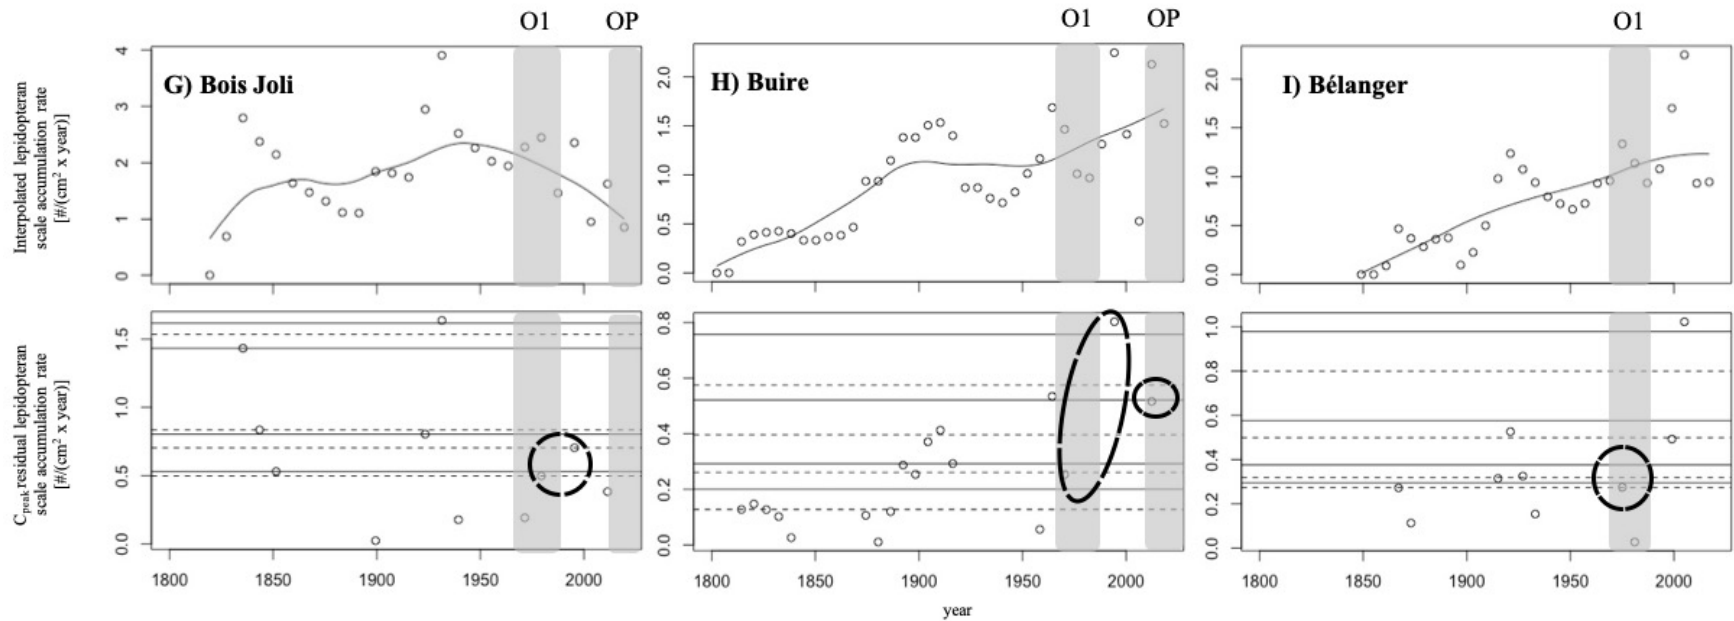 O1 OP O1 OP O1
G) Bois Joli
H) Buire
I) Bélanger
Interpolated lepidopteran
scale accumulation rate
[#/(cm² x year)]
0 1 2 3 4
0.0 0.5 1.0 1.5 2.0
0.0 0.5 1.0 1.5 2.0
Cpeak residual lepidopteran
scale accumulation rate
[#/(cm² x year)]
0.0 0.5 1.0 1.5
0.0 0.2 0.4 0.6 0.8
0.0 0.2 0.4 0.6 0.8 1.0
1800 1850 1900 1950 2000
1800 1850 1900 1950 2000
1800 1850 1900 1950 2000
year